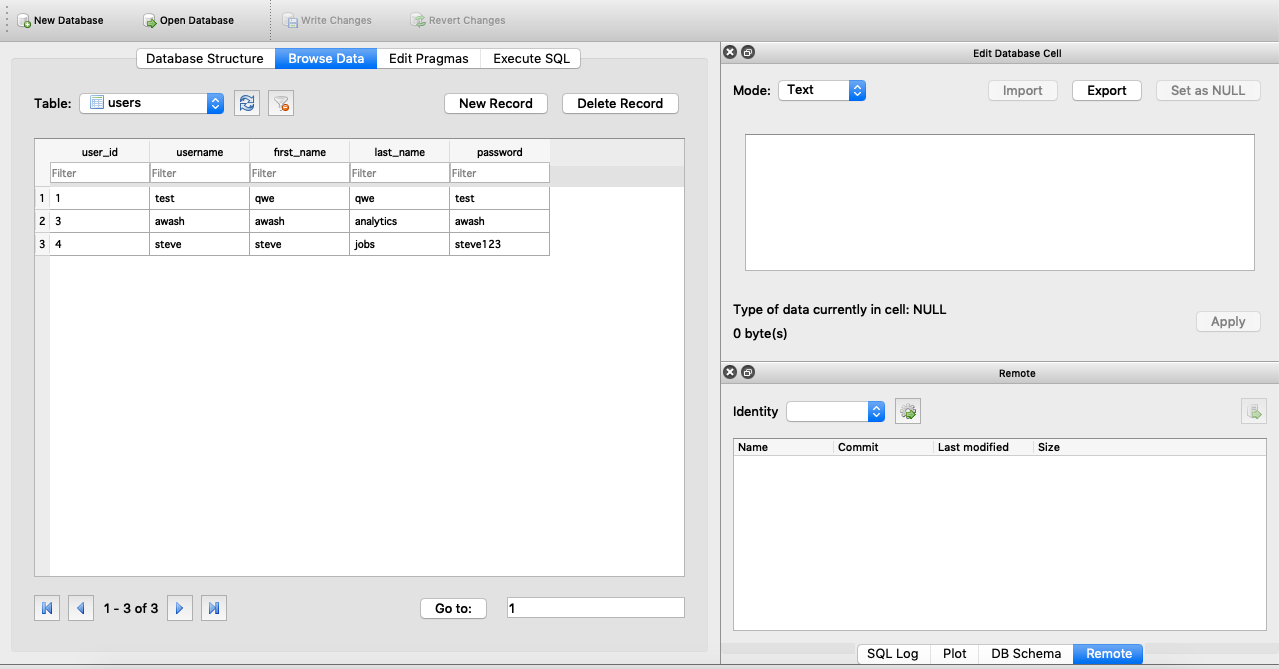 New Database Open Database Write Changes Revert Changes
Database Structure Browse Data Edit Pragmas Execute SQL
Table: users New Record Delete Record
user_id username first_name last_name password
Filter Filter Filter Filter Filter
1 1 test qwe qwe test
2 3 awash awash analytics awash
3 4 steve steve jobs steve123
1 - 3 of 3 Go to: 1
Edit Database Cell
Mode: Text Import Export Set as NULL
Type of data currently in cell: NULL
0 byte(s)
Apply
Remote
Identity
Name Commit Last modified Size
SQL Log Plot DB Schema Remote